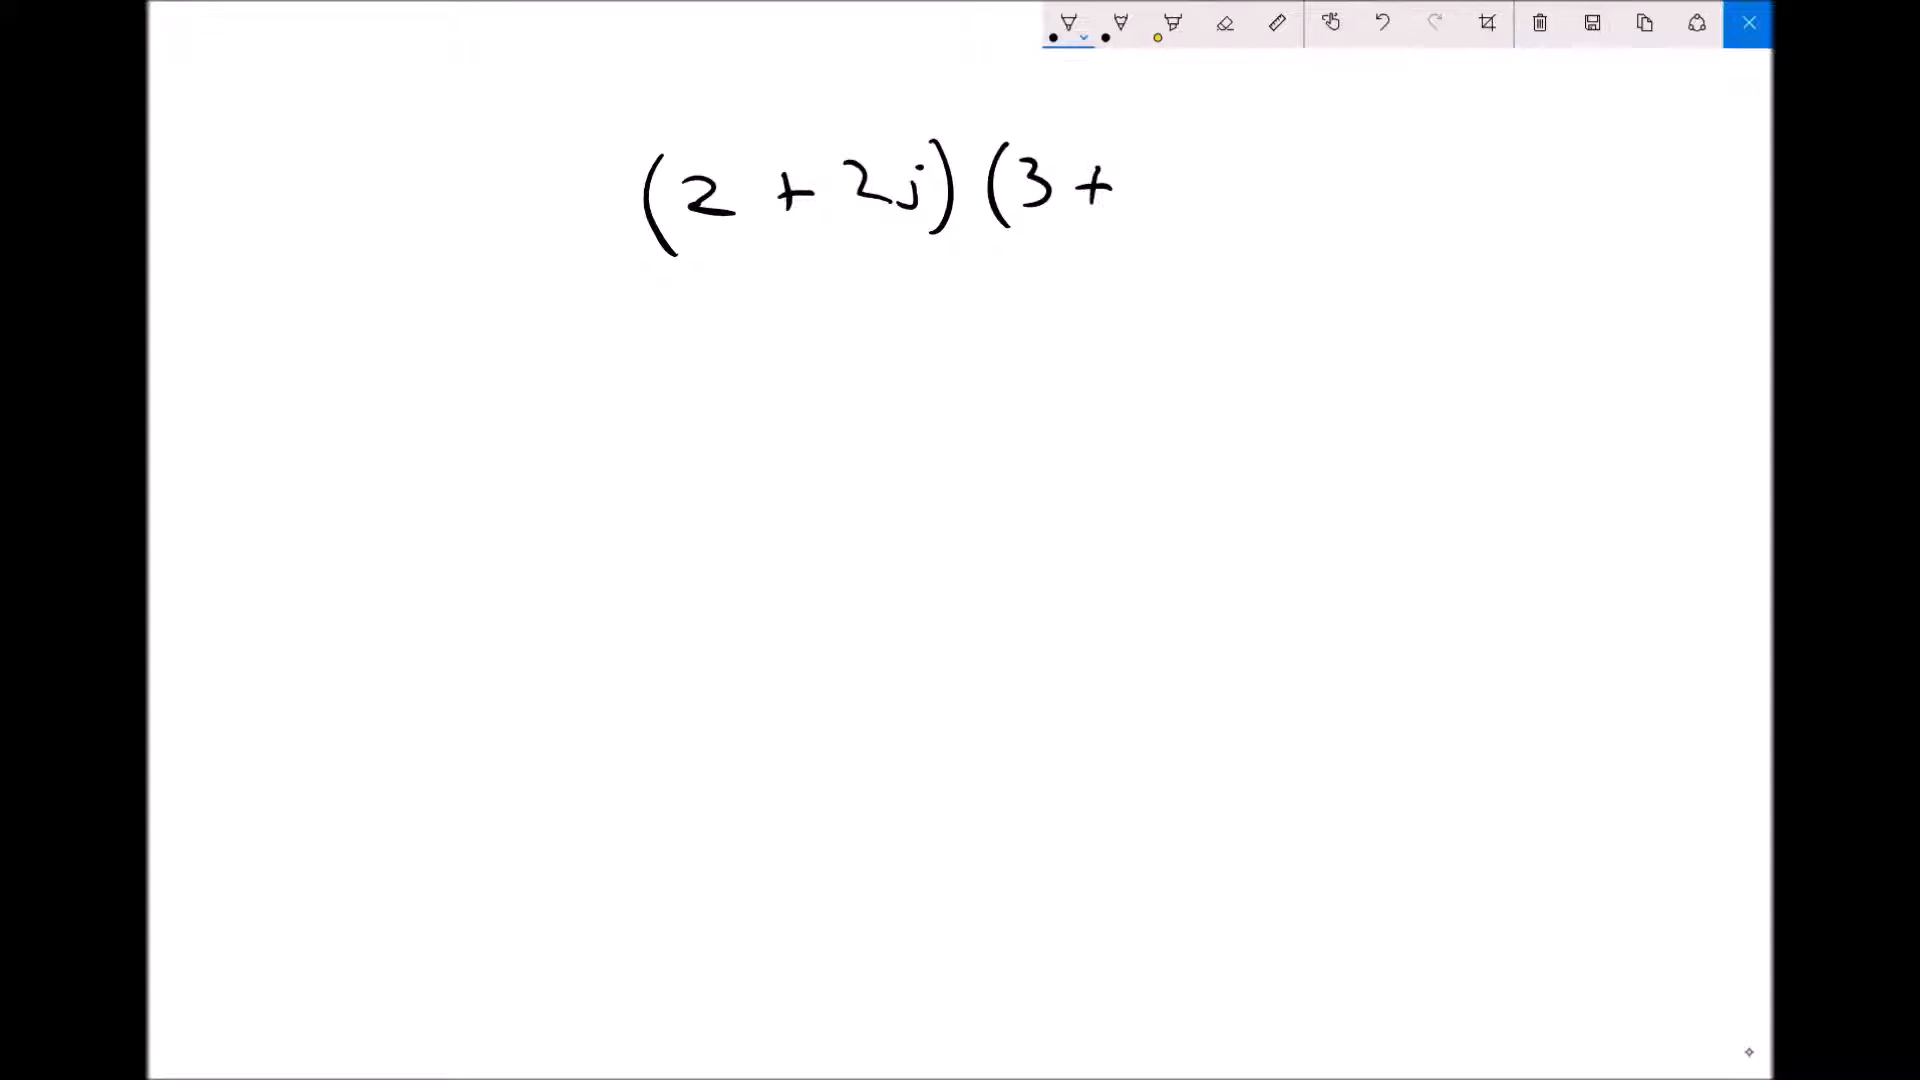 (2 + 2j) (3 +